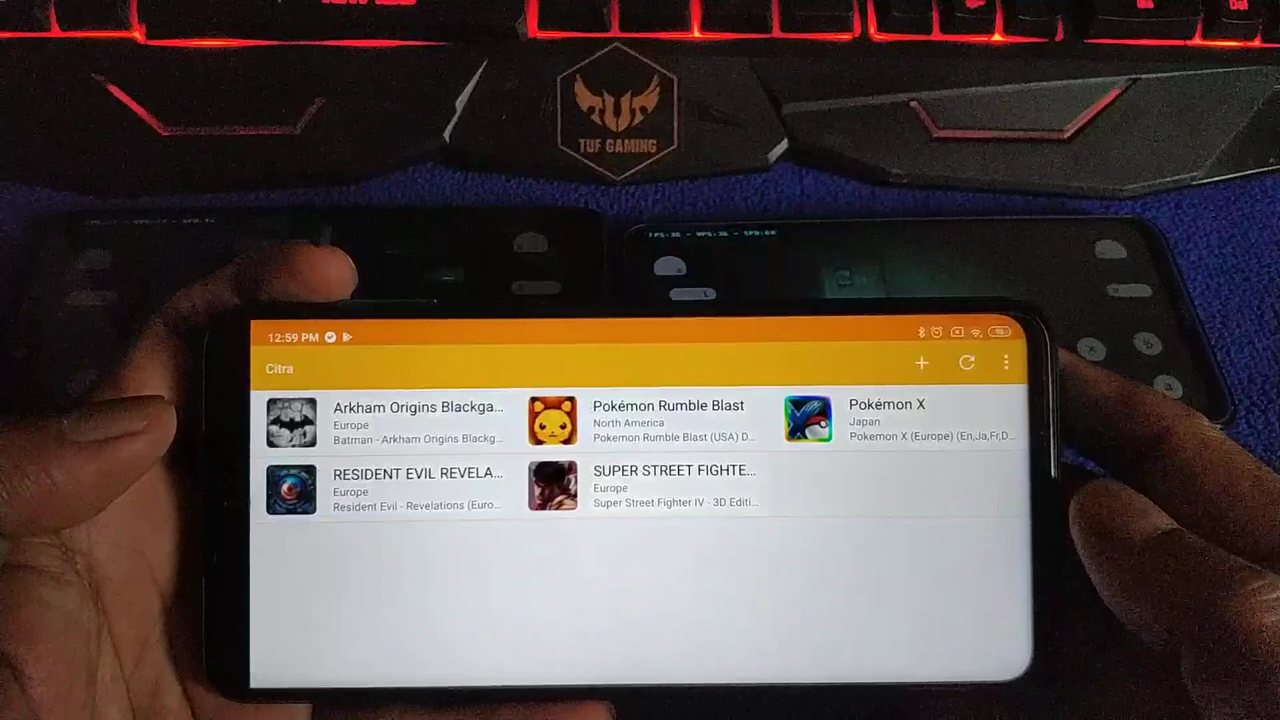 TUF GAMING
12:59 PM
Citra
Arkham Origins Blackga...
Europe
Batman - Arkham Origins Blackg...
Pokémon Rumble Blast
North America
Pokemon Rumble Blast (USA) D...
Pokémon X
Japan
Pokemon X (Europe) (En,Ja,Fr,D...
RESIDENT EVIL REVELA...
Europe
Resident Evil - Revelations (Euro...
SUPER STREET FIGHTE...
Europe
Super Street Fighter IV - 3D Editi...
L